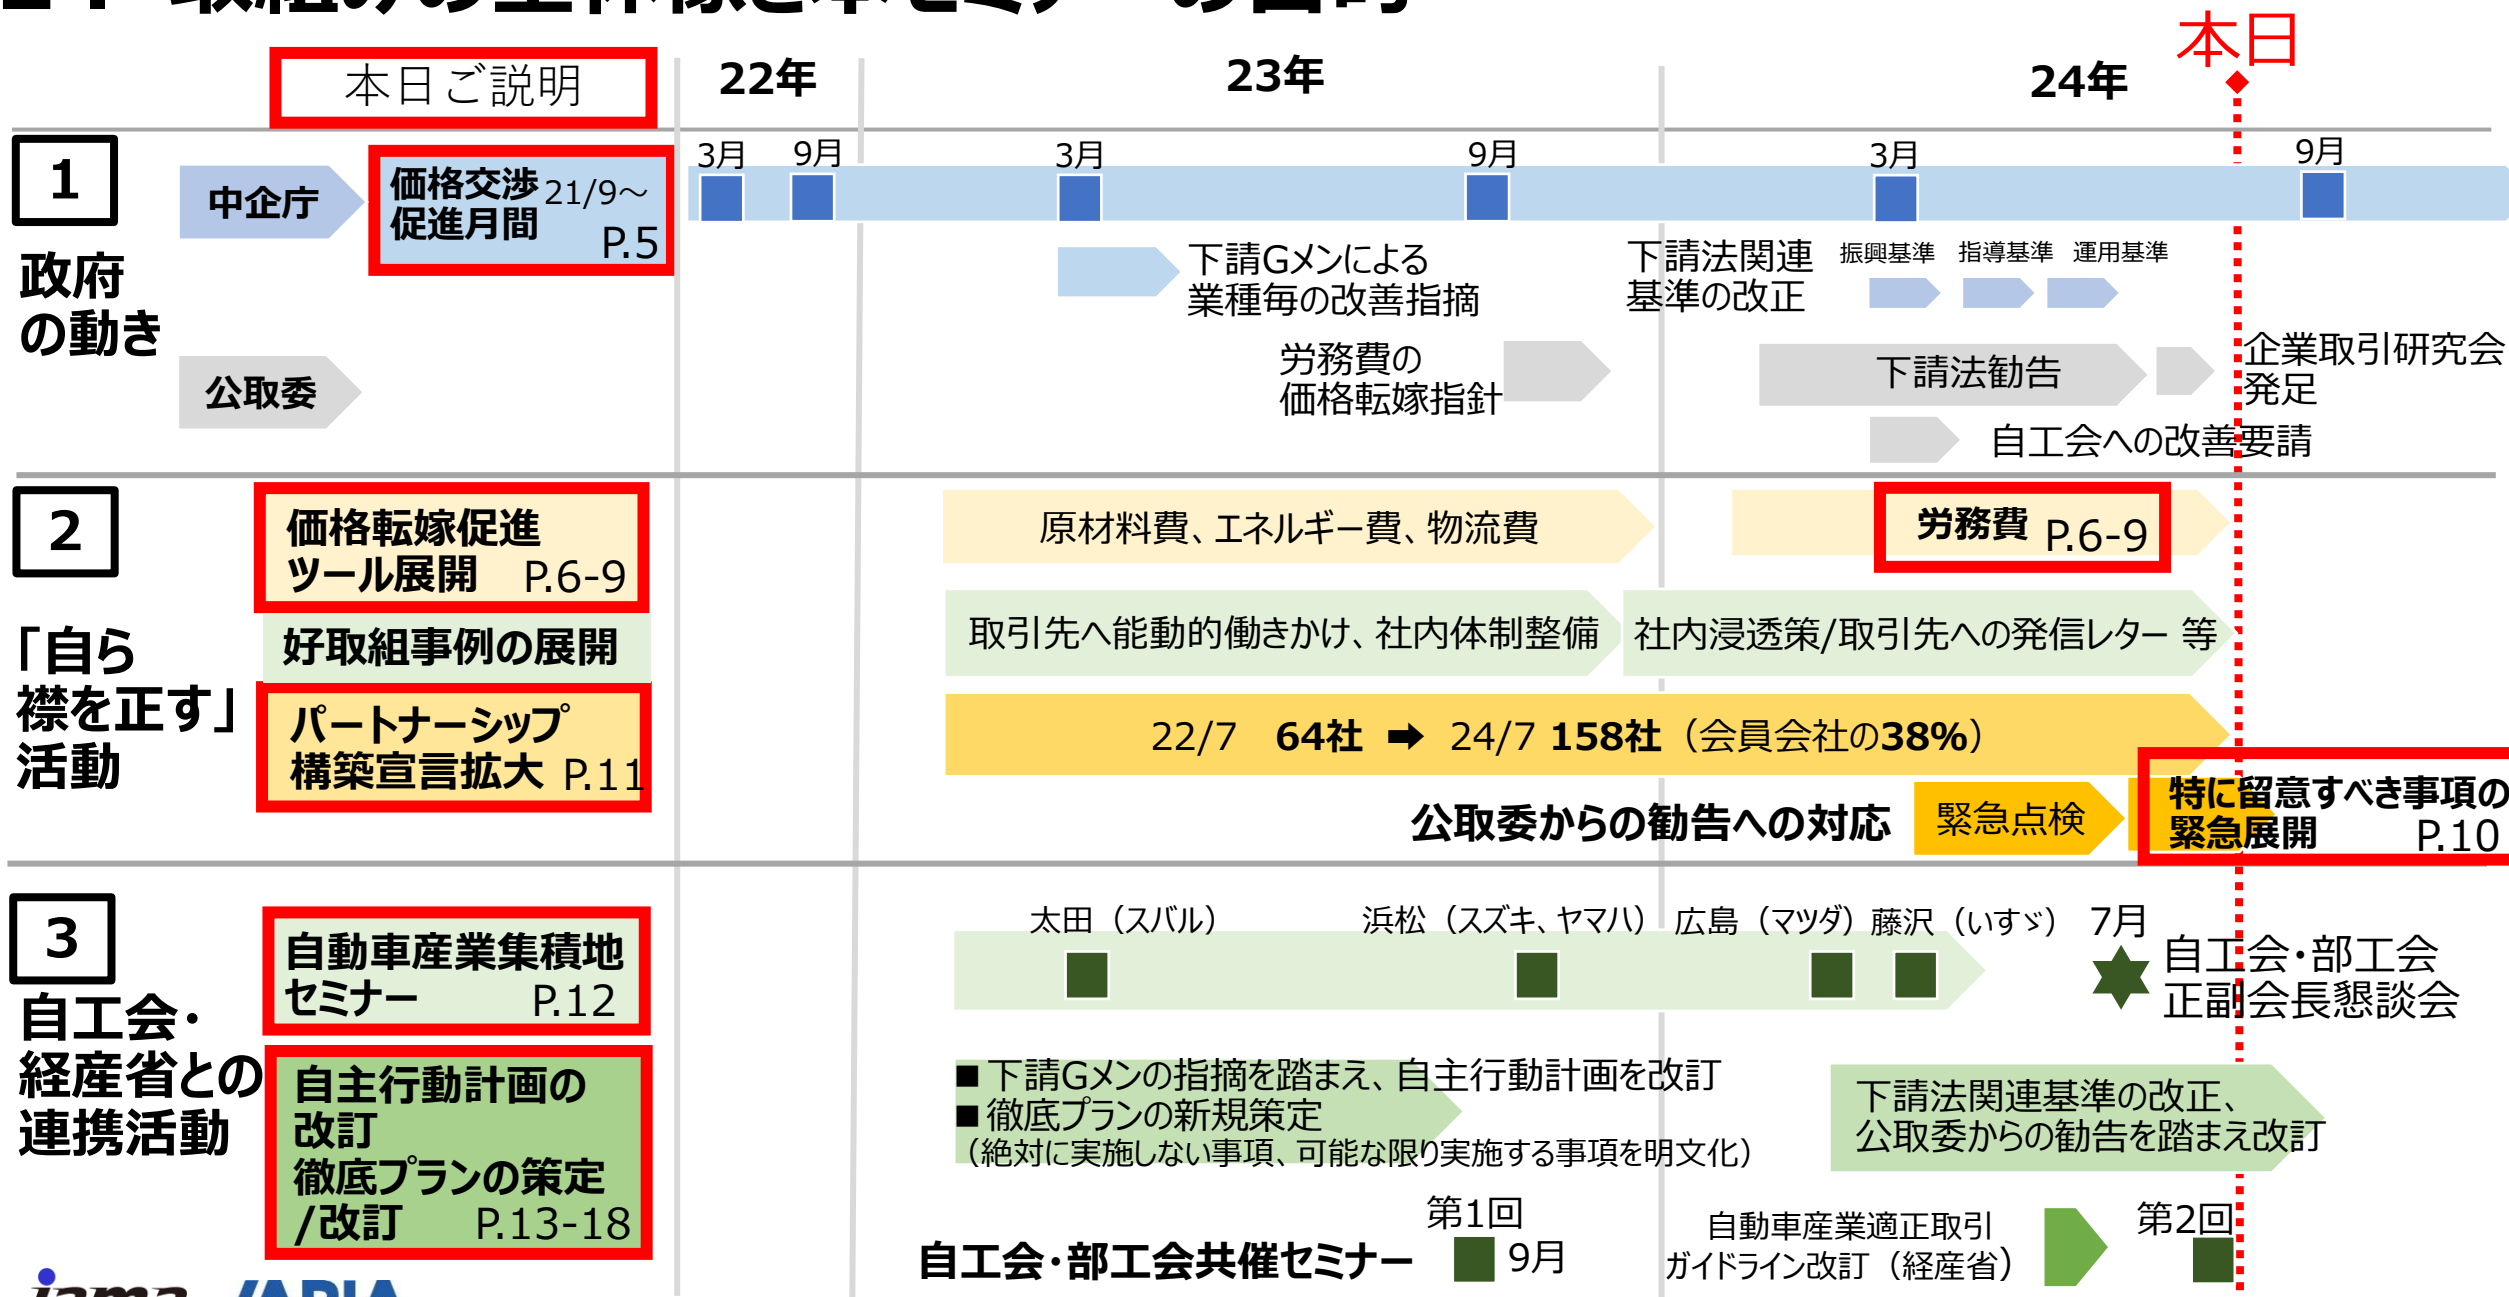 取組みの全体像と本セミナーの目的
本日
本日ご説明
22年
23年
24年
1
政府
の動き
中企庁
価格交渉 21/9～
促進月間
P.5
3月
9月
3月
9月
3月
9月
下請Gメンによる
業種毎の改善指摘
下請法関連
基準の改正
振興基準
指導基準
運用基準
公取委
労務費の
価格転嫁指針
下請法勧告
企業取引研究会
発足
自工会への改善要請
2
「自ら
襟を正す」
活動
価格転嫁促進
ツール展開 P.6-9
原材料費、エネルギー費、物流費
労務費 P.6-9
好取組事例の展開
取引先へ能動的働きかけ、社内体制整備
社内浸透策/取引先への発信レター 等
パートナーシップ
構築宣言拡大 P.11
22/7 64社 ➡ 24/7 158社（会員会社の38%）
公取委からの勧告への対応
緊急点検
特に留意すべき事項の
緊急展開 P.10
3
自工会・
経産省との
連携活動
自動車産業集積地
セミナー P.12
太田（スバル）
浜松（スズキ、ヤマハ）
広島（マツダ）
藤沢（いすゞ）
7月
自工会・部工会
正副会長懇談会
自主行動計画の
改訂
徹底プランの策定
/改訂 P.13-18
■下請Gメンの指摘を踏まえ、自主行動計画を改訂
■徹底プランの新規策定
（絶対に実施しない事項、可能な限り実施する事項を明文化）
下請法関連基準の改正、
公取委からの勧告を踏まえ改訂
自工会・部工会共催セミナー
第1回
9月
自動車産業適正取引
ガイドライン改訂（経産省）
第2回
jama
JAPIA